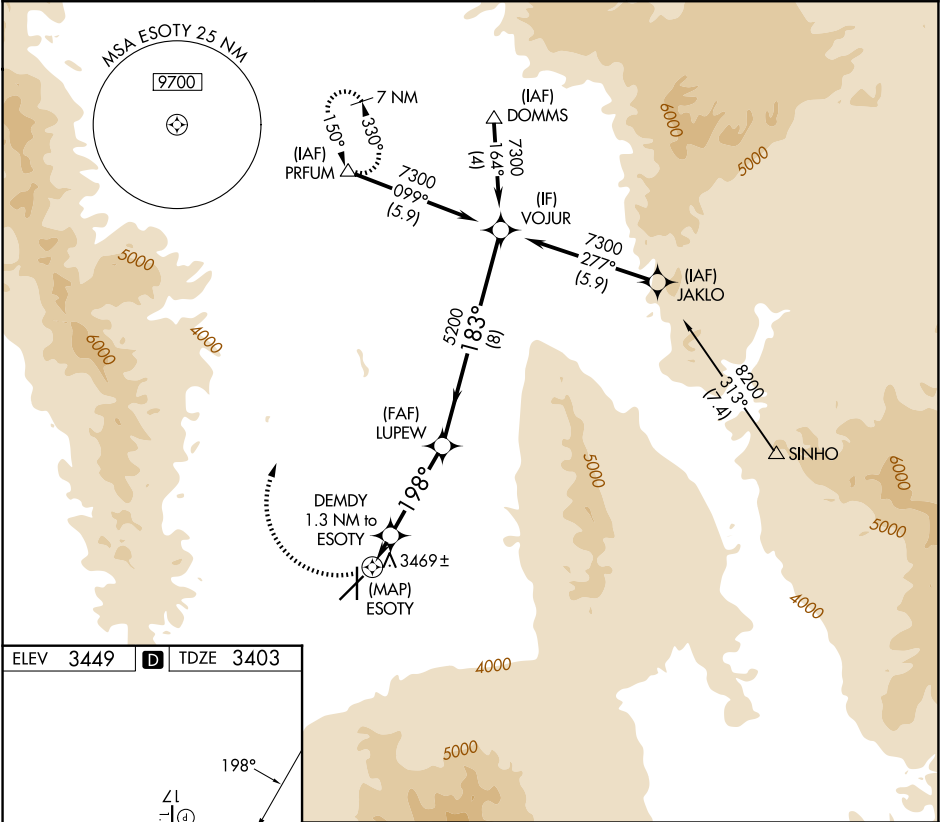 MSA ESOTY 25 NM
9700
7 NM
330°
150°
(IAF)
PRFUM
7300
099°
(5.9)
(IAF)
DOMMS
7300
164°
(4)
(IF)
VOJUR
7300
277°
(5.9)
(IAF)
JAKLO
6000
5000
5000
4000
6000
5200
183°
(8)
8200
313°
(7.4)
SINHO
(FAF)
LUPEW
198°
DEMDY
1.3 NM to
ESOTY
3469±
(MAP)
ESOTY
5000
6000
5000
4000
4000
5000
ELEV 3449 D TDZE 3403
198°
17
P